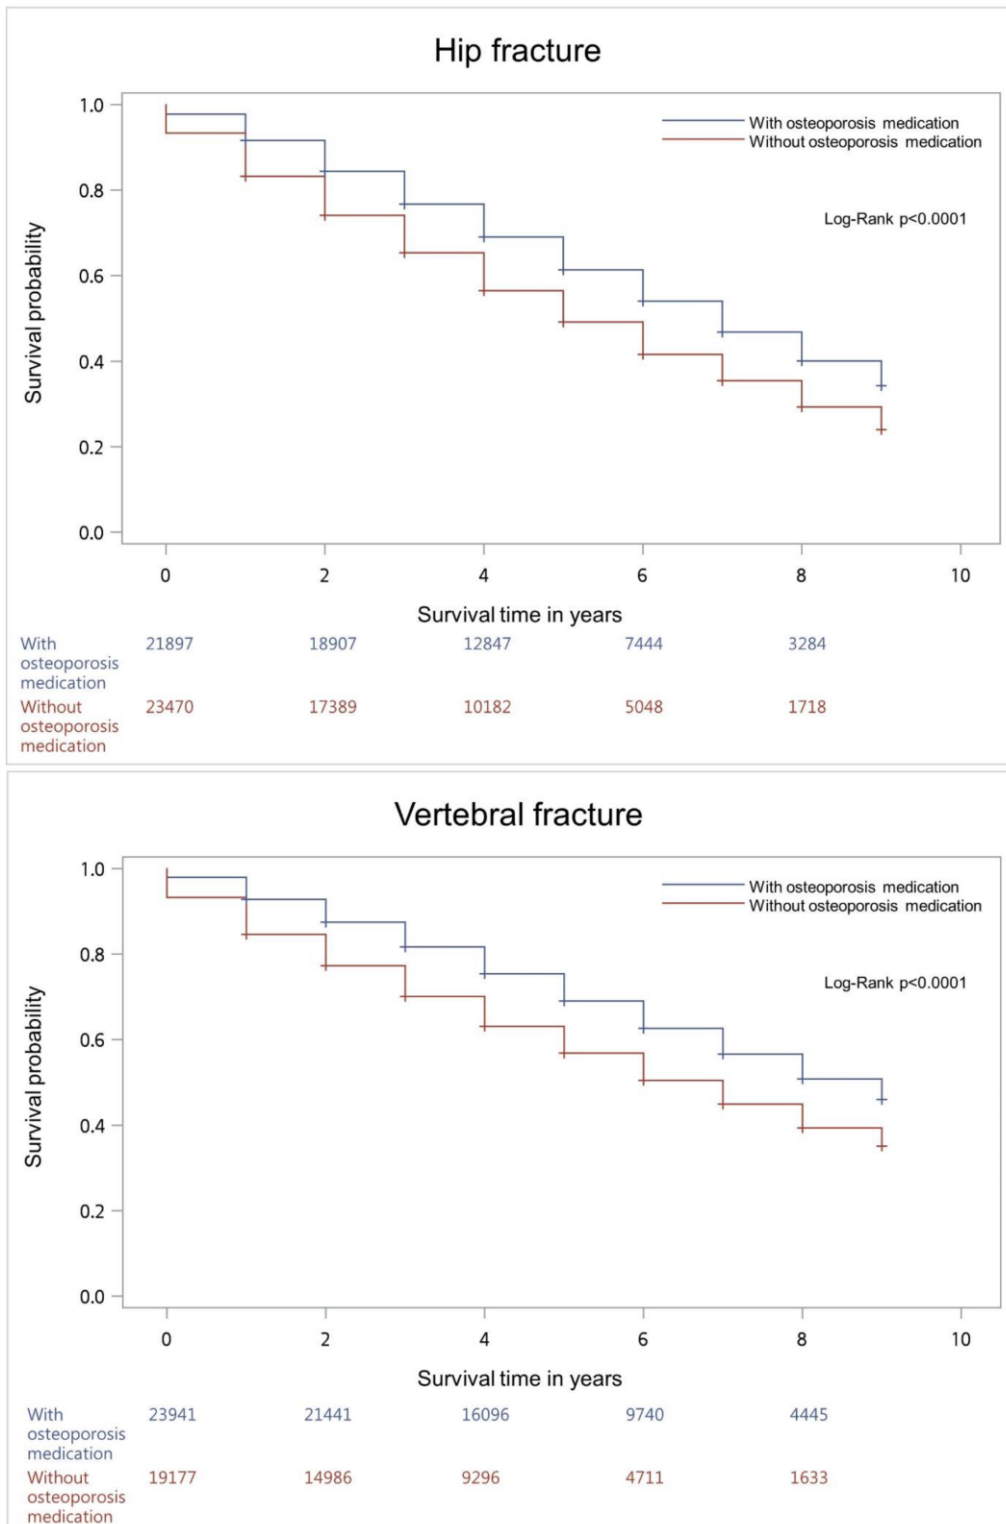 Hip fracture
With osteoporosis medication
Without osteoporosis medication
Log-Rank p<0.0001
Survival probability
1.0
0.8
0.6
0.4
0.2
0.0
0 2 4 6 8 10
Survival time in years
With 21897 18907 12847 7444 3284
osteoporosis
medication
Without 23470 17389 10182 5048 1718
osteoporosis
medication
Vertebral fracture
With osteoporosis medication
Without osteoporosis medication
Log-Rank p<0.0001
Survival probability
1.0
0.8
0.6
0.4
0.2
0.0
0 2 4 6 8 10
Survival time in years
With 23941 21441 16096 9740 4445
osteoporosis
medication
Without 19177 14986 9296 4711 1633
osteoporosis
medication